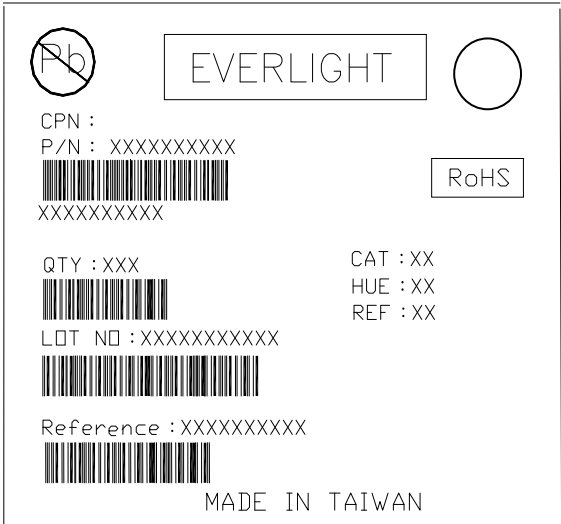 Pb
EVERLIGHT
CPN :
P/N : XXXXXXXXXX
RoHS
XXXXXXXXXX
QTY : XXX
CAT : XX
HUE : XX
REF : XX
LOT NO : XXXXXXXXXXX
Reference : XXXXXXXXXX
MADE IN TAIWAN